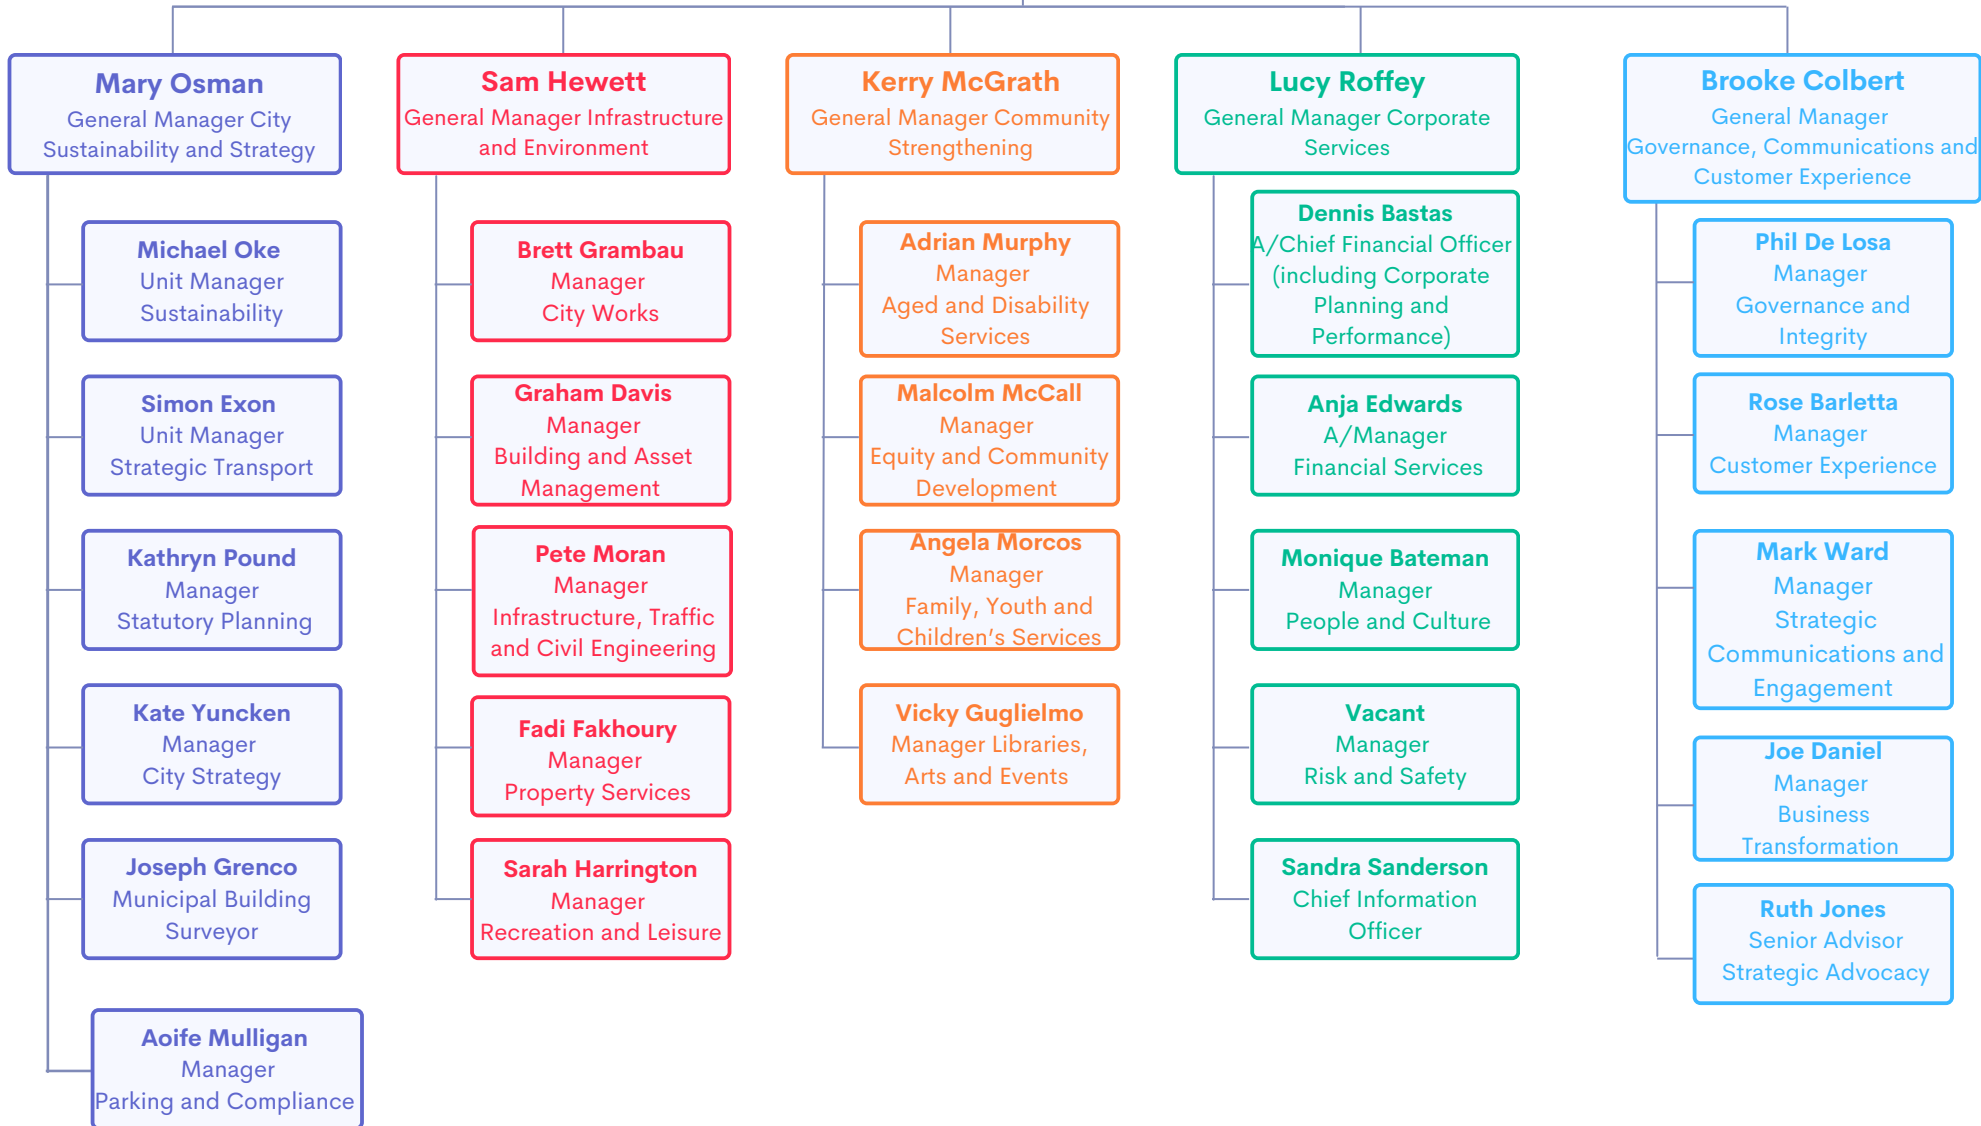 Mary Osman
General Manager City
Sustainability and Strategy
Michael Oke
Unit Manager
Sustainability
Simon Exon
Unit Manager
Strategic Transport
Kathryn Pound
Manager
Statutory Planning
Kate Yuncken
Manager
City Strategy
Joseph Grenco
Municipal Building
Surveyor
Aoife Mulligan
Manager
Parking and Compliance
Sam Hewett
General Manager Infrastructure
and Environment
Brett Grambau
Manager
City Works
Graham Davis
Manager
Building and Asset
Management
Pete Moran
Manager
Infrastructure, Traffic
and Civil Engineering
Fadi Fakhoury
Manager
Property Services
Sarah Harrington
Manager
Recreation and Leisure
Kerry McGrath
General Manager Community
Strengthening
Adrian Murphy
Manager
Aged and Disability
Services
Malcolm McCall
Manager
Equity and Community
Development
Angela Morcos
Manager
Family, Youth and
Children’s Services
Vicky Guglielmo
Manager Libraries,
Arts and Events
Lucy Roffey
General Manager Corporate
Services
Dennis Bastas
A/Chief Financial Officer
(including Corporate
Planning and
Performance)
Anja Edwards
A/Manager
Financial Services
Monique Bateman
Manager
People and Culture
Vacant
Manager
Risk and Safety
Sandra Sanderson
Chief Information
Officer
Brooke Colbert
General Manager
Governance, Communications and
Customer Experience
Phil De Losa
Manager
Governance and
Integrity
Rose Barletta
Manager
Customer Experience
Mark Ward
Manager
Strategic
Communications and
Engagement
Joe Daniel
Manager
Business
Transformation
Ruth Jones
Senior Advisor
Strategic Advocacy